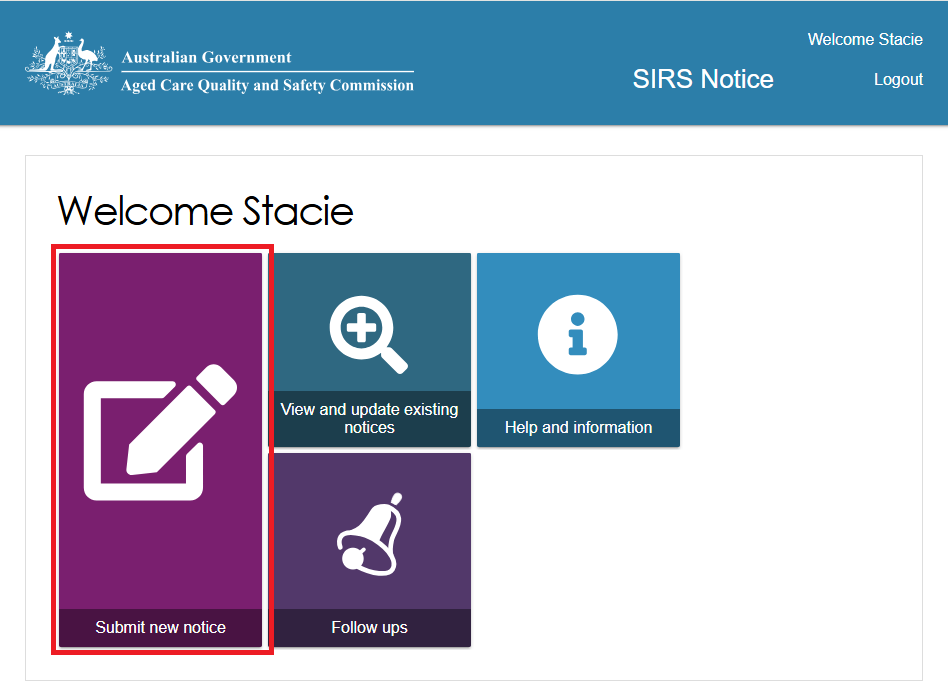 Welcome Stacie
Australian Government
Aged Care Quality and Safety Commission
SIRS Notice
Logout
Welcome Stacie
View and update existing
notices
Help and information
Submit new notice
Follow ups